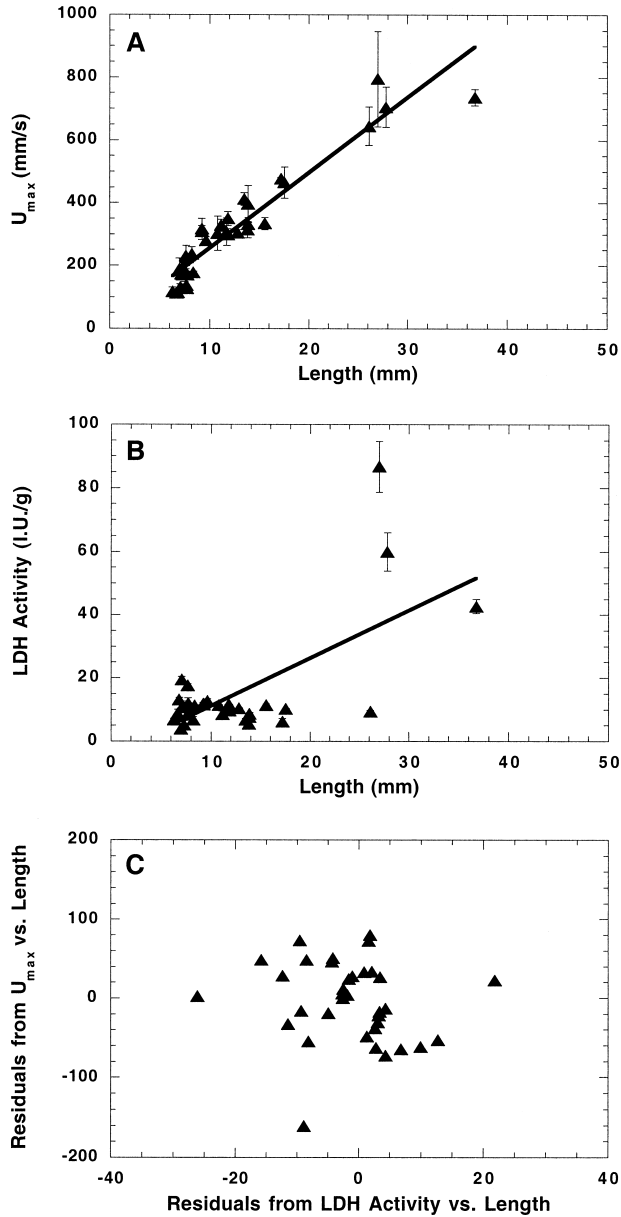 A
1000
800
600
400
200
0
U max (mm/s)
0 10 20 30 40 50
Length (mm)
B
100
80
60
40
20
0
LDH Activity (I.U./g)
0 10 20 30 40 50
Length (mm)
C
200
100
0
-100
-200
Residuals from U max vs. Length
-40 -20 0 20 40
Residuals from LDH Activity vs. Length